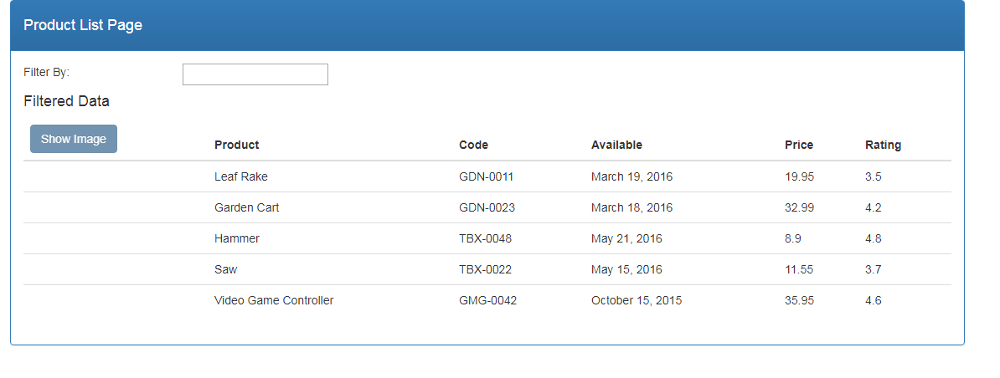 Product List Page
Filter By:
Filtered Data
Show Image Product Code Available Price Rating
Leaf Rake GDN-0011 March 19, 2016 19.95 3.5
Garden Cart GDN-0023 March 18, 2016 32.99 4.2
Hammer TBX-0048 May 21, 2016 8.9 4.8
Saw TBX-0022 May 15, 2016 11.55 3.7
Video Game Controller GMG-0042 October 15, 2015 35.95 4.6